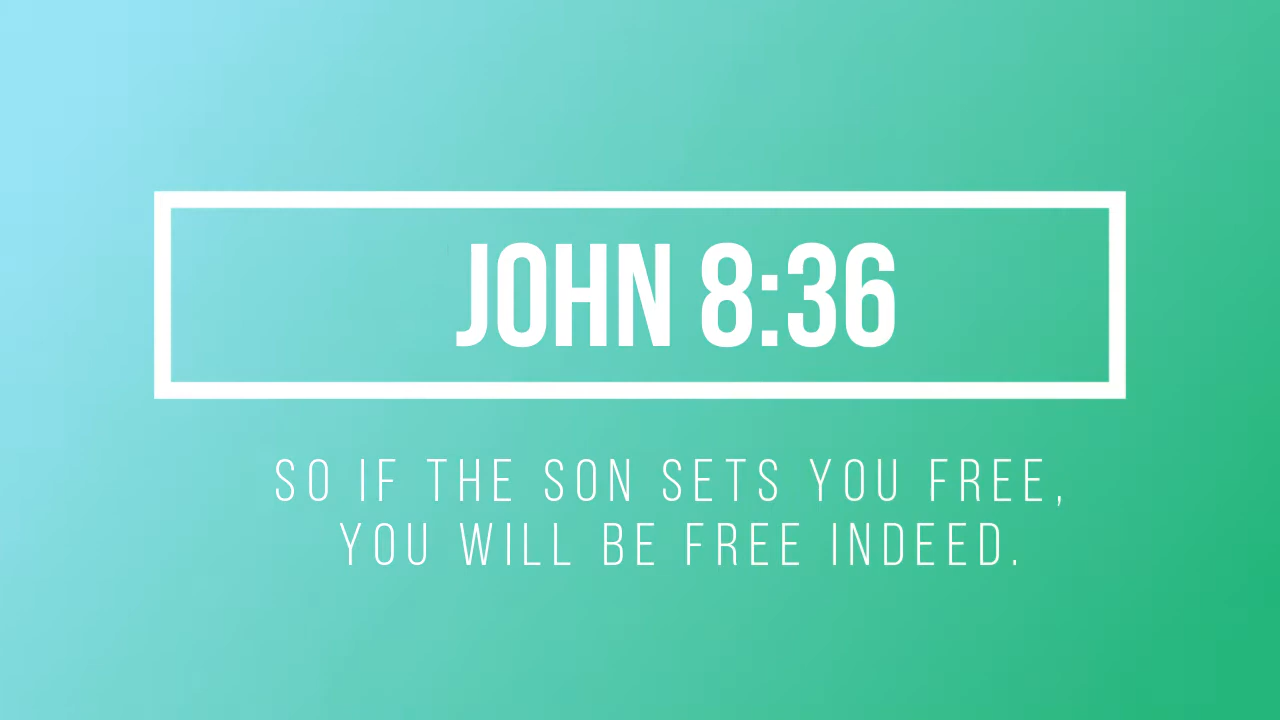 JOHN 8:36
SO IF THE SON SETS YOU FREE,
YOU WILL BE FREE INDEED.